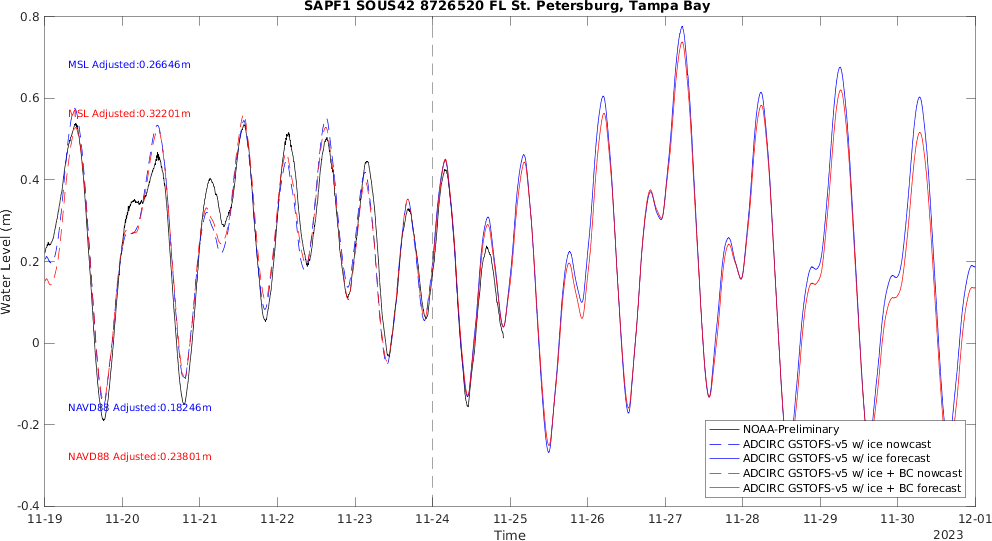 SAPF1 SOUS42 8726520 FL St. Petersburg, Tampa Bay
0.8
0.6
0.4
0.2
0
-0.2
-0.4
Water Level (m)
MSL Adjusted:0.26646m
MSL Adjusted:0.32201m
NAVD88 Adjusted:0.18246m
NAVD88 Adjusted:0.23801m
NOAA-Preliminary
ADCIRC GSTOFS-v5 w/ ice nowcast
ADCIRC GSTOFS-v5 w/ ice forecast
ADCIRC GSTOFS-v5 w/ ice + BC nowcast
ADCIRC GSTOFS-v5 w/ ice + BC forecast
11-19 11-20 11-21 11-22 11-23 11-24 11-25 11-26 11-27 11-28 11-29 11-30 12-01
Time
2023